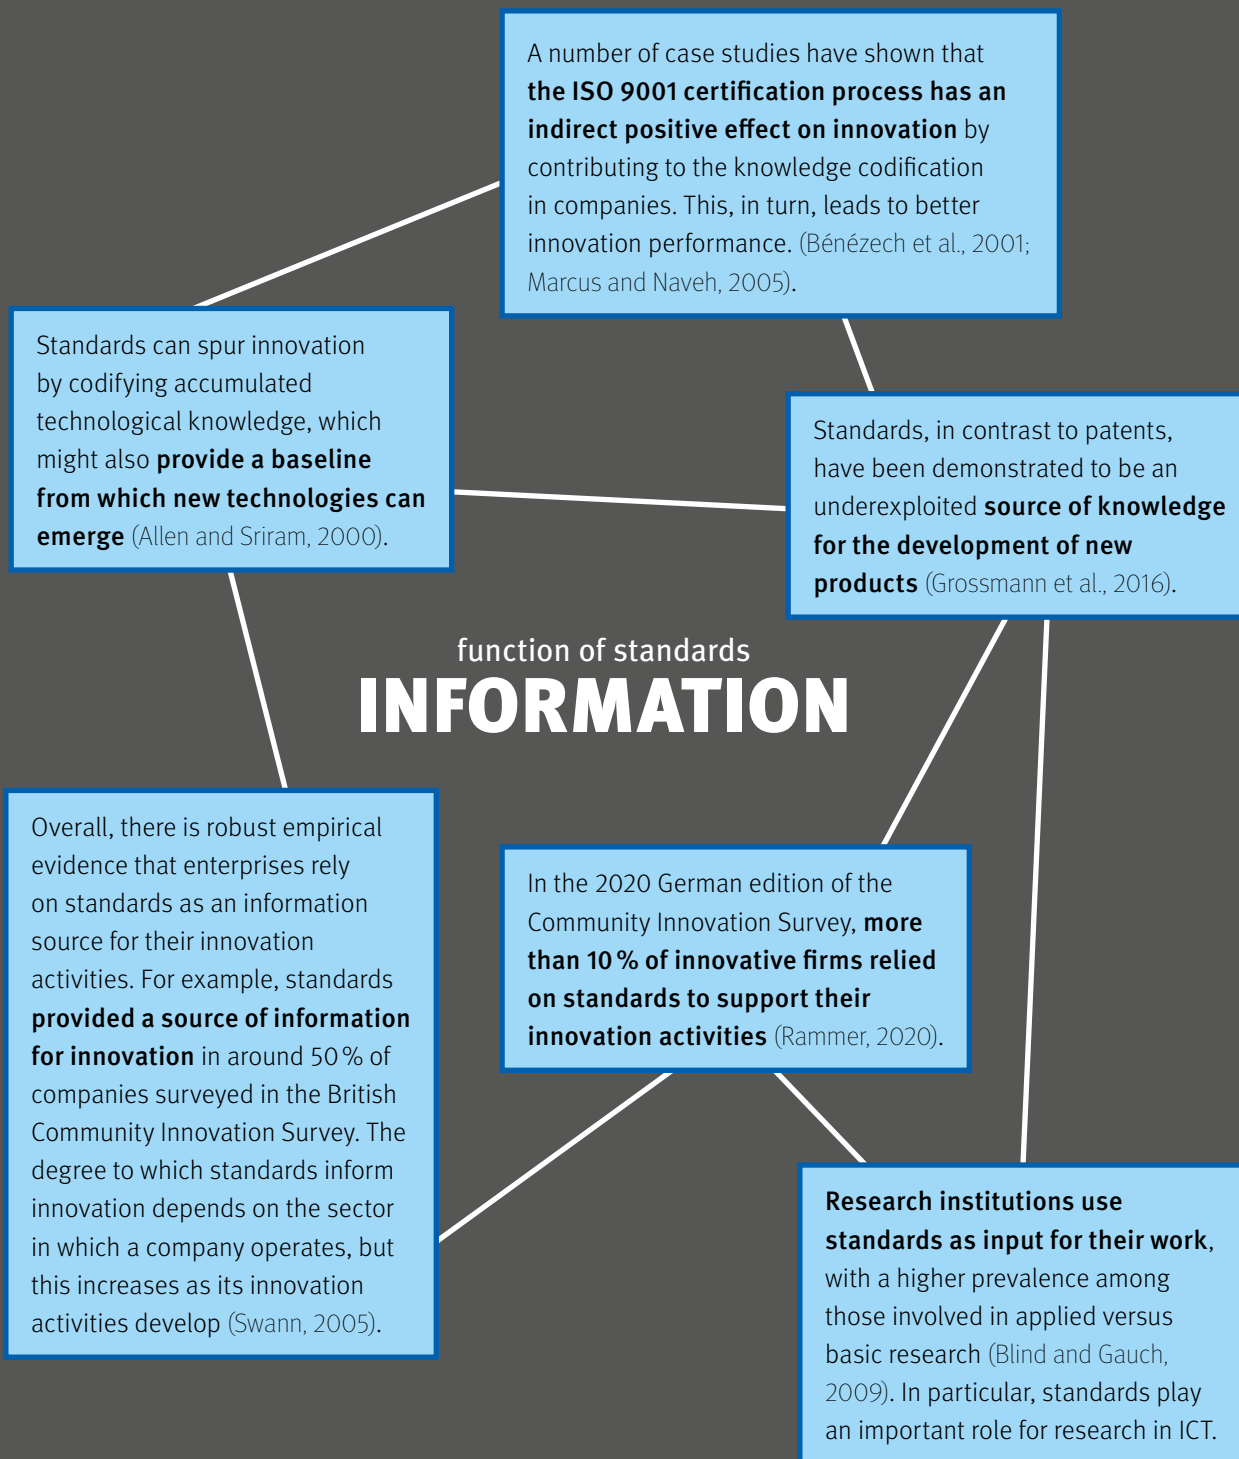 A number of case studies have shown that
the ISO 9001 certification process has an
indirect positive effect on innovation by
contributing to the knowledge codification
in companies. This, in turn, leads to better
innovation performance. (Bénézech et al., 2001;
Marcus and Naveh, 2005).
Standards can spur innovation
by codifying accumulated
technological knowledge, which
might also provide a baseline
from which new technologies can
emerge (Allen and Sriram, 2000).
Standards, in contrast to patents,
have been demonstrated to be an
underexploited source of knowledge
for the development of new
products (Grossmann et al., 2016).
function of standards
INFORMATION
Overall, there is robust empirical
evidence that enterprises rely
on standards as an information
source for their innovation
activities. For example, standards
provided a source of information
for innovation in around 50 % of
companies surveyed in the British
Community Innovation Survey. The
degree to which standards inform
innovation depends on the sector
in which a company operates, but
this increases as its innovation
activities develop (Swann, 2005).
In the 2020 German edition of the
Community Innovation Survey, more
than 10 % of innovative firms relied
on standards to support their
innovation activities (Rammer, 2020).
Research institutions use
standards as input for their work,
with a higher prevalence among
those involved in applied versus
basic research (Blind and Gauch,
2009). In particular, standards play
an important role for research in ICT.